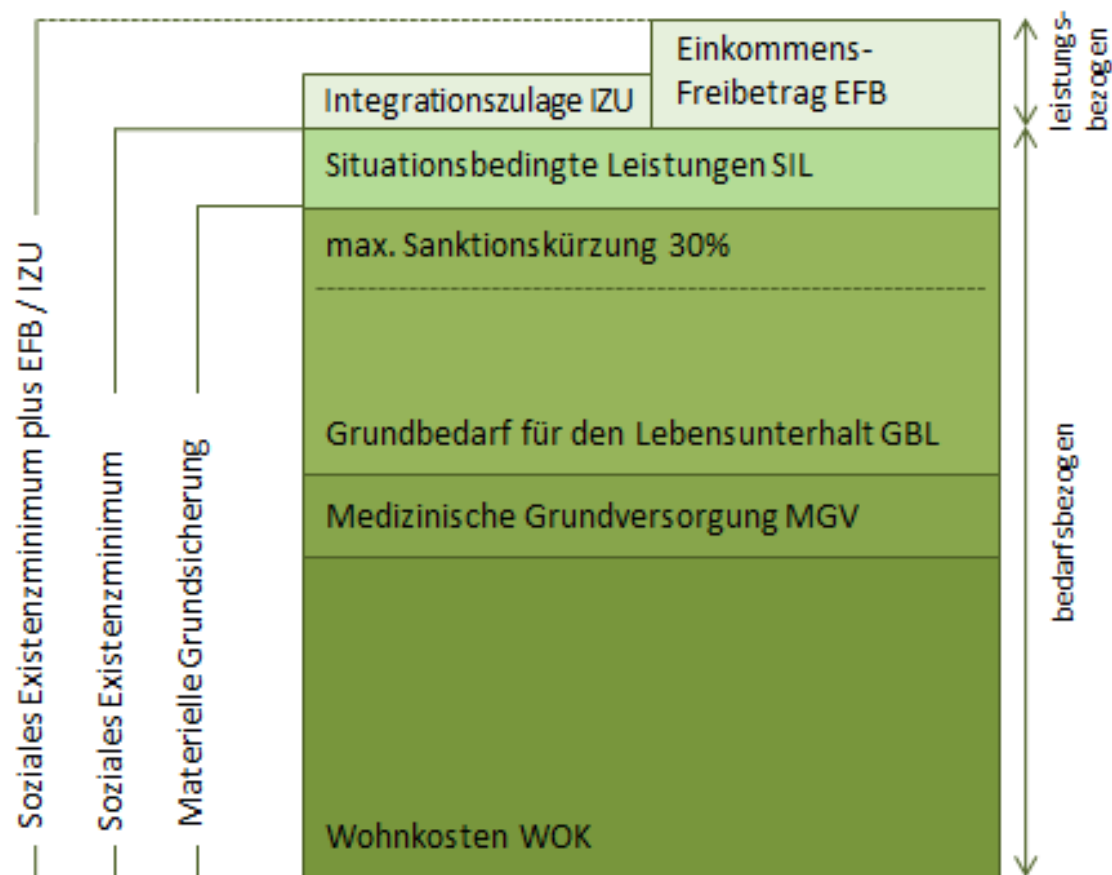 Einkommens-
Freibetrag EFB
Integrationszulage IZU
Situationsbedingte Leistungen SIL
max. Sanktionskürzung 30%
Grundbedarf für den Lebensunterhalt GBL
Medizinische Grundversorgung MGV
Wohnkosten WOK
Soziales Existenzminimum plus EFB / IZU
Soziales Existenzminimum
Materielle Grundsicherung
leistungs-
bezogen
bedarfsbezogen